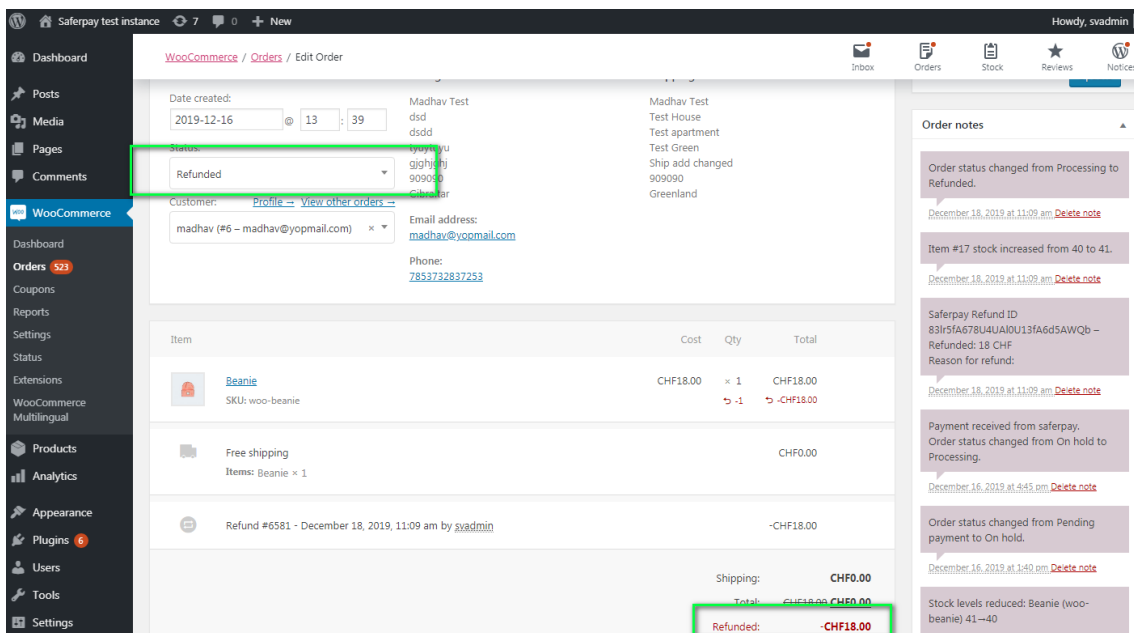 Saferpay test instance 7 0 + New Howdy, svadmin
Dashboard
Posts
Media
Pages
Comments
WooCommerce
Dashboard
Orders 523
Coupons
Reports
Settings
Status
Extensions
WooCommerce
Multilingual
Products
Analytics
Appearance
Plugins 6
Users
Tools
Settings
WooCommerce / Orders / Edit Order
Inbox
Orders
Stock
Reviews
Notices
Date created:
2019-12-16 @ 13 : 39
Status:
Refunded
Customer: Profile → View other orders →
madhav (#6 – madhav@yopmail.com) ×
Madhav Test
dsd
dsdd
gjghjghj
909090
Gibraltar
Email address:
madhav@yopmail.com
Phone:
7853732837253
Madhav Test
Test House
Test apartment
Test Green
Ship add changed
909090
Greenland
Item Cost Qty Total
Beanie CHF18.00 × 1 CHF18.00
SKU: woo-beanie -1 -CHF18.00
Free shipping CHF0.00
Items: Beanie × 1
Refund #6581 - December 18, 2019, 11:09 am by svadmin -CHF18.00
Shipping: CHF0.00
Total: CHF18.00 CHF0.00
Refunded: -CHF18.00
Order notes
Order status changed from Processing to
Refunded.
December 18, 2019 at 11:09 am Delete note
Item #17 stock increased from 40 to 41.
December 18, 2019 at 11:09 am Delete note
Saferpay Refund ID
83lr5fA678U4UAl0U13fA6d5AWQb –
Refunded: 18 CHF
Reason for refund:
December 18, 2019 at 11:09 am Delete note
Payment received from saferpay.
Order status changed from On hold to
Processing.
December 16, 2019 at 4:45 pm Delete note
Order status changed from Pending
payment to On hold.
December 16, 2019 at 1:40 pm Delete note
Stock levels reduced: Beanie (woo-
beanie) 41→40